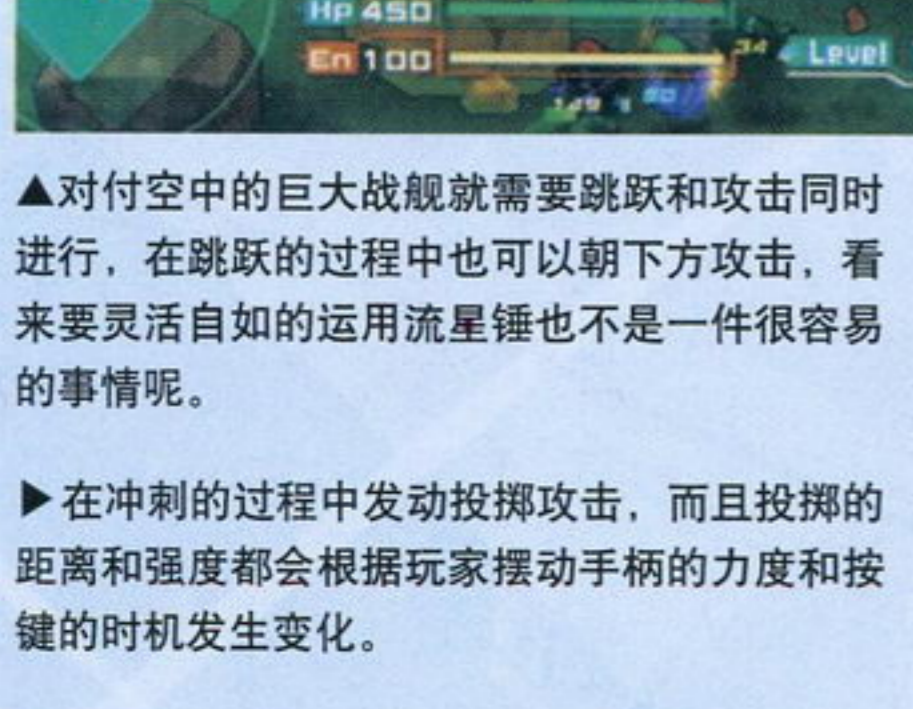 Hp 450
En 100
34
Level
▲对付空中的巨大战舰就需要跳跃和攻击同时
进行，在跳跃的过程中也可以朝下方攻击，看
来要灵活自如的运用流星锤也不是一件很容易
的事情呢。
▶在冲刺的过程中发动投掷攻击，而且投掷的
距离和强度都会根据玩家摆动手柄的力度和按
键的时机发生变化。